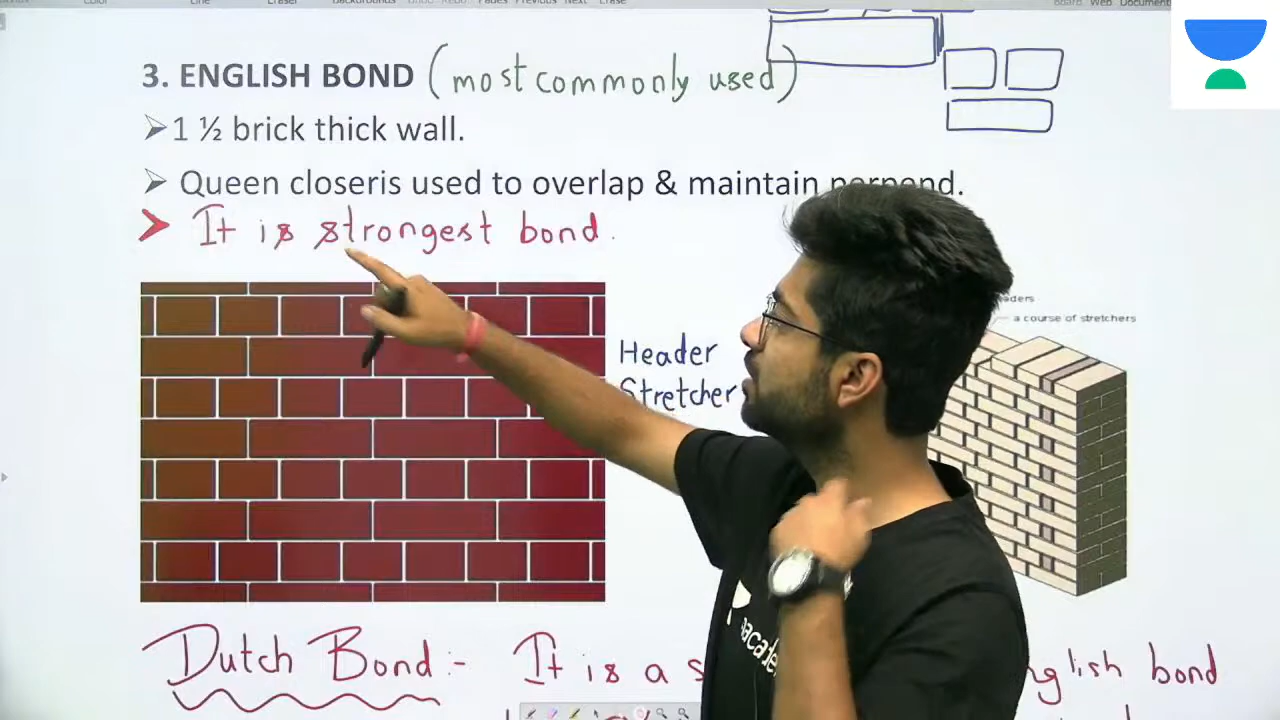 3. ENGLISH BOND (most commonly used)
➤1 ½ brick thick wall.
➤ Queen closeris used to overlap & maintain perpend.
➤ It is strongest bond.
a course of stretchers
Header
Stretcher
Dutch Bond :- It is a English bond